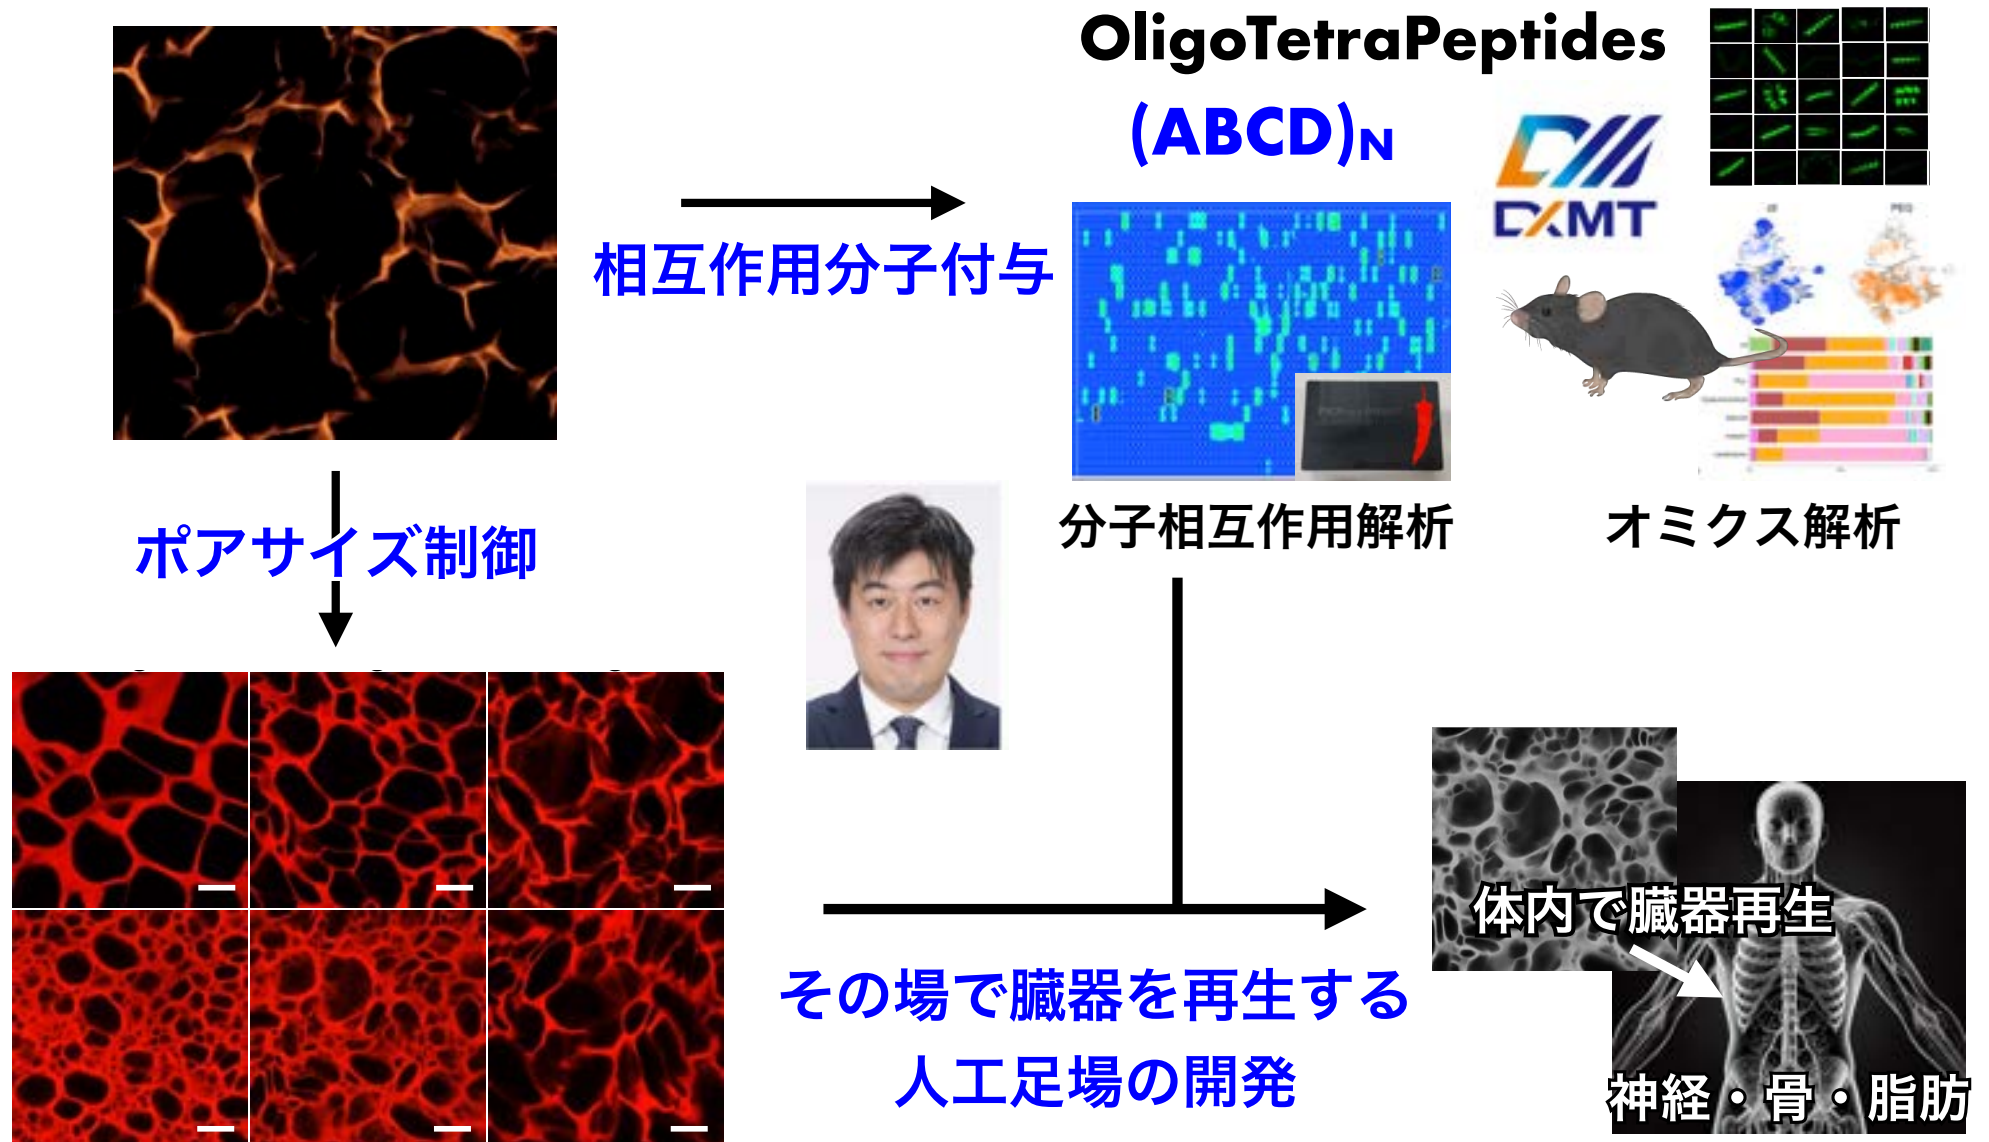 OligoTetraPeptides
(ABCD)N
DXMT
相互作用分子付与
分子相互作用解析
オミクス解析
ポアサイズ制御
その場で臓器を再生する
人工足場の開発
体内で臓器再生
神経・骨・脂肪